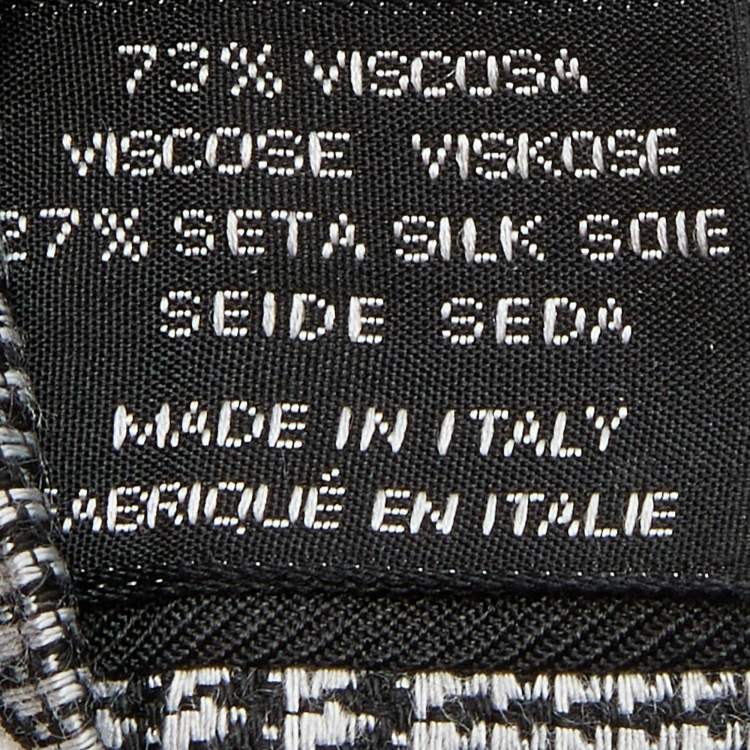 73% VISCOSA
VISCOSE VISKOSE
27% SETA SILK SOIE
SEIDE SEDA
MADE IN ITALY
FABRIQUÉ EN ITALIE